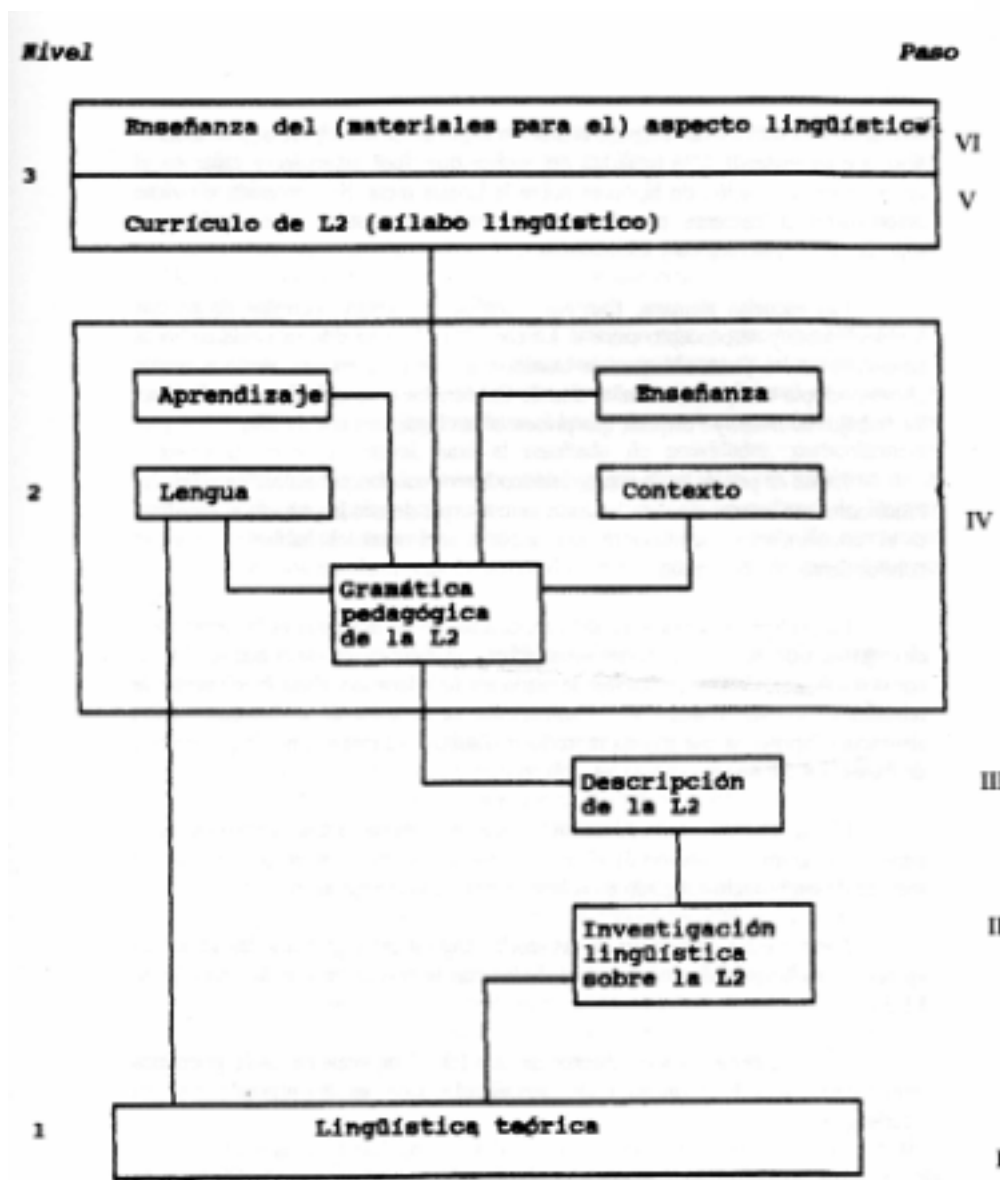 Nivel Paso
Enseñanza del (materiales para el) aspecto lingüístico
VI
3
V
Currículo de L2 (sílabo lingüístico)
Aprendizaje
Enseñanza
2
Lengua
Contexto
IV
Gramática
pedagógica
de la L2
Descripción
de la L2
III
Investigación
lingüística
sobre la L2
II
1
Lingüística teórica
I